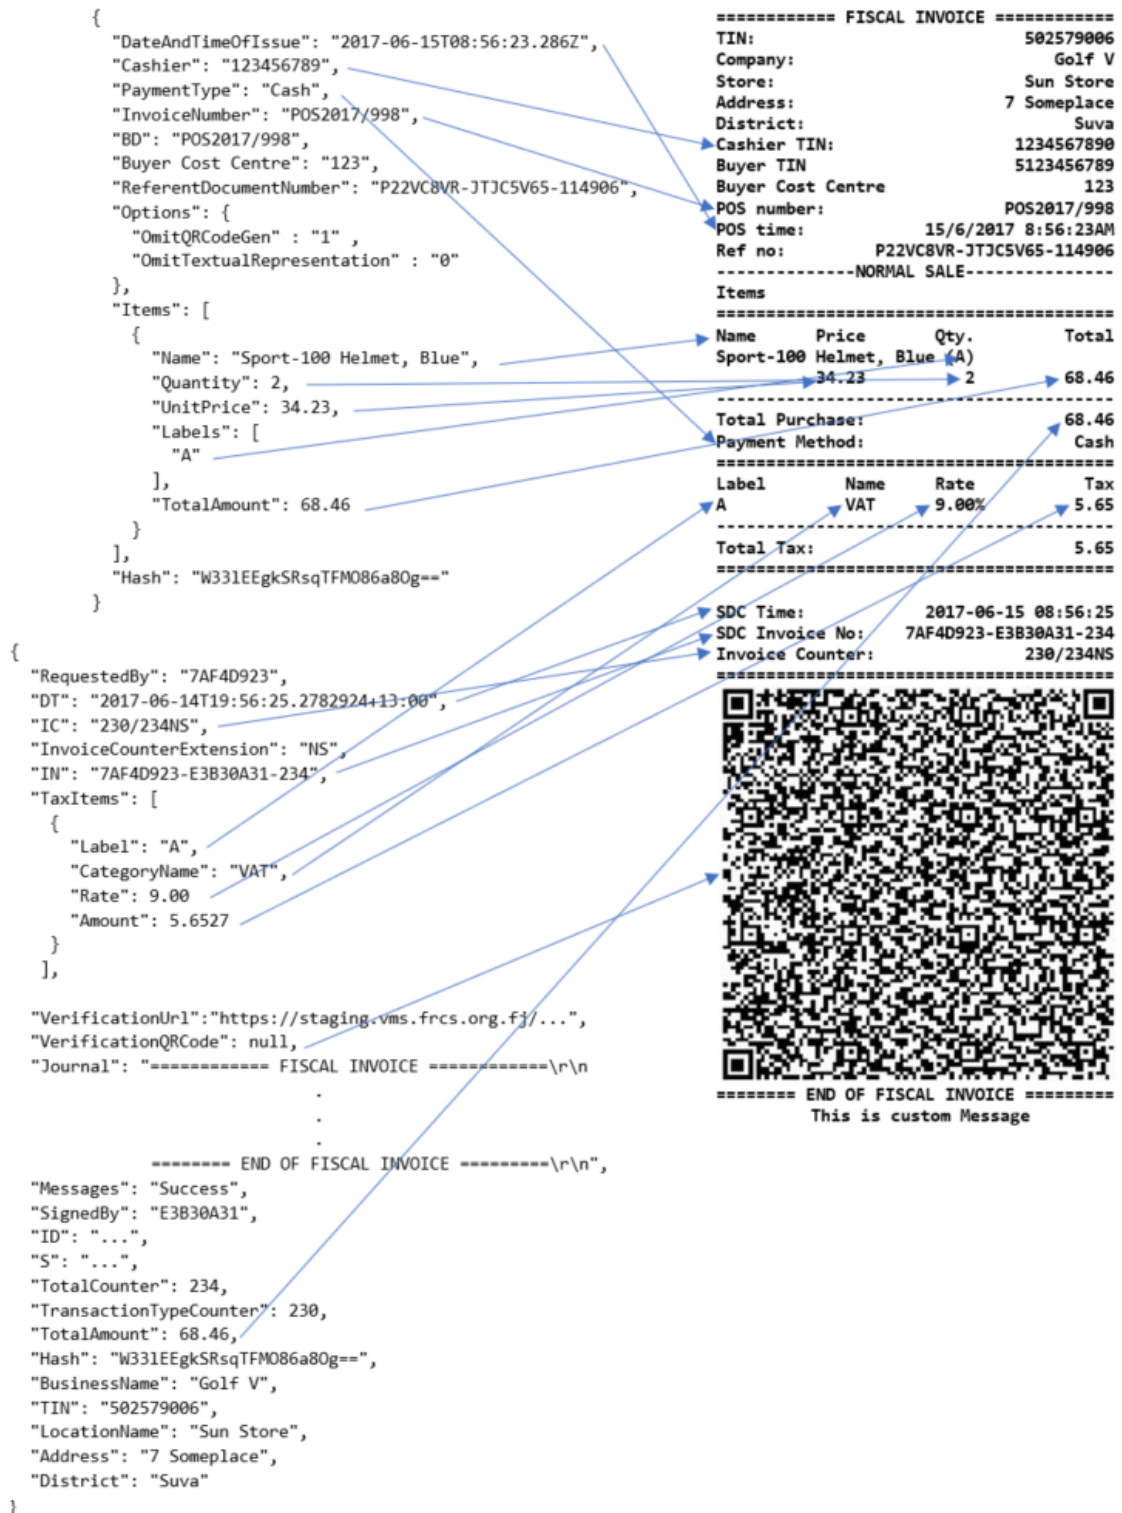 {
"DateAndTimeOfIssue": "2017-06-15T08:56:23.286Z",
"Cashier": "123456789",
"PaymentType": "Cash",
"InvoiceNumber": "POS2017/998",
"BD": "POS2017/998",
"Buyer Cost Centre": "123",
"ReferentDocumentNumber": "P22VC8VR-JTJC5V65-114906",
"Options": {
"OmitQRCodeGen" : "1" ,
"OmitTextualRepresentation" : "0"
},
"Items": [
{
"Name": "Sport-100 Helmet, Blue",
"Quantity": 2,
"UnitPrice": 34.23,
"Labels": [
"A"
],
"TotalAmount": 68.46
}
],
"Hash": "W33lEEgkSRsqTFMO86a8Og=="
}
{
"RequestedBy": "7AF4D923",
"DT": "2017-06-14T19:56:25.2782924+13:00",
"IC": "230/234NS",
"InvoiceCounterExtension": "NS",
"IN": "7AF4D923-E3B30A31-234",
"TaxItems": [
{
"Label": "A",
"CategoryName": "VAT",
"Rate": 9.00
"Amount": 5.6527
}
],
"VerificationUrl":"https://staging.vms.frcs.org.fj/...",
"VerificationQRCode": null,
"Journal": "============ FISCAL INVOICE ============\r\n
.
.
.
======== END OF FISCAL INVOICE =========\r\n",
"Messages": "Success",
"SignedBy": "E3B30A31",
"ID": "...",
"S": "...",
"TotalCounter": 234,
"TransactionTypeCounter": 230,
"TotalAmount": 68.46,
"Hash": "W33lEEgkSRsqTFMO86a8Og==",
"BusinessName": "Golf V",
"TIN": "502579006",
"LocationName": "Sun Store",
"Address": "7 Someplace",
"District": "Suva"
}
============ FISCAL INVOICE ============
TIN: 502579006
Company: Golf V
Store: Sun Store
Address: 7 Someplace
District: Suva
Cashier TIN: 1234567890
Buyer TIN 5123456789
Buyer Cost Centre 123
POS number: POS2017/998
POS time: 15/6/2017 8:56:23AM
Ref no: P22VC8VR-JTJC5V65-114906
--------------NORMAL SALE---------------
Items
========================================
Name Price Qty. Total
Sport-100 Helmet, Blue (A)
34.23 2 68.46
----------------------------------------
Total Purchase: 68.46
Payment Method: Cash
========================================
Label Name Rate Tax
A VAT 9.00% 5.65
----------------------------------------
Total Tax: 5.65
========================================
SDC Time: 2017-06-15 08:56:25
SDC Invoice No: 7AF4D923-E3B30A31-234
Invoice Counter: 230/234NS
========================================
======== END OF FISCAL INVOICE =========
This is custom Message